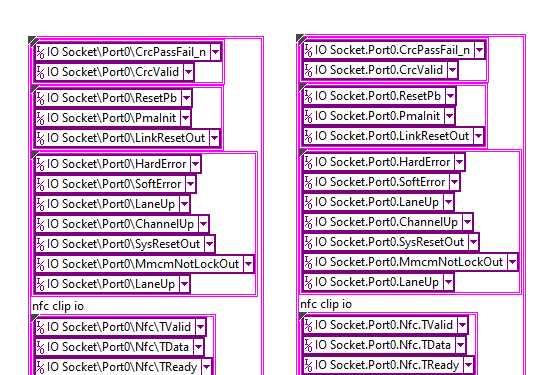 IO Socket\Port0\CrcPassFail_n
IO Socket\Port0\CrcValid
IO Socket\Port0\ResetPb
IO Socket\Port0\PmaInit
IO Socket\Port0\LinkResetOut
IO Socket\Port0\HardError
IO Socket\Port0\SoftError
IO Socket\Port0\LaneUp
IO Socket\Port0\ChannelUp
IO Socket\Port0\SysResetOut
IO Socket\Port0\MmcmNotLockOut
IO Socket\Port0\LaneUp
nfc clip io
IO Socket\Port0\Nfc\TValid
IO Socket\Port0\Nfc\TData
IO Socket\Port0\Nfc\TReady
IO Socket.Port0.CrcPassFail_n
IO Socket.Port0.CrcValid
IO Socket.Port0.ResetPb
IO Socket.Port0.PmaInit
IO Socket.Port0.LinkResetOut
IO Socket.Port0.HardError
IO Socket.Port0.SoftError
IO Socket.Port0.LaneUp
IO Socket.Port0.ChannelUp
IO Socket.Port0.SysResetOut
IO Socket.Port0.MmcmNotLockOut
IO Socket.Port0.LaneUp
nfc clip io
IO Socket.Port0.Nfc.TValid
IO Socket.Port0.Nfc.TData
IO Socket.Port0.Nfc.TReady